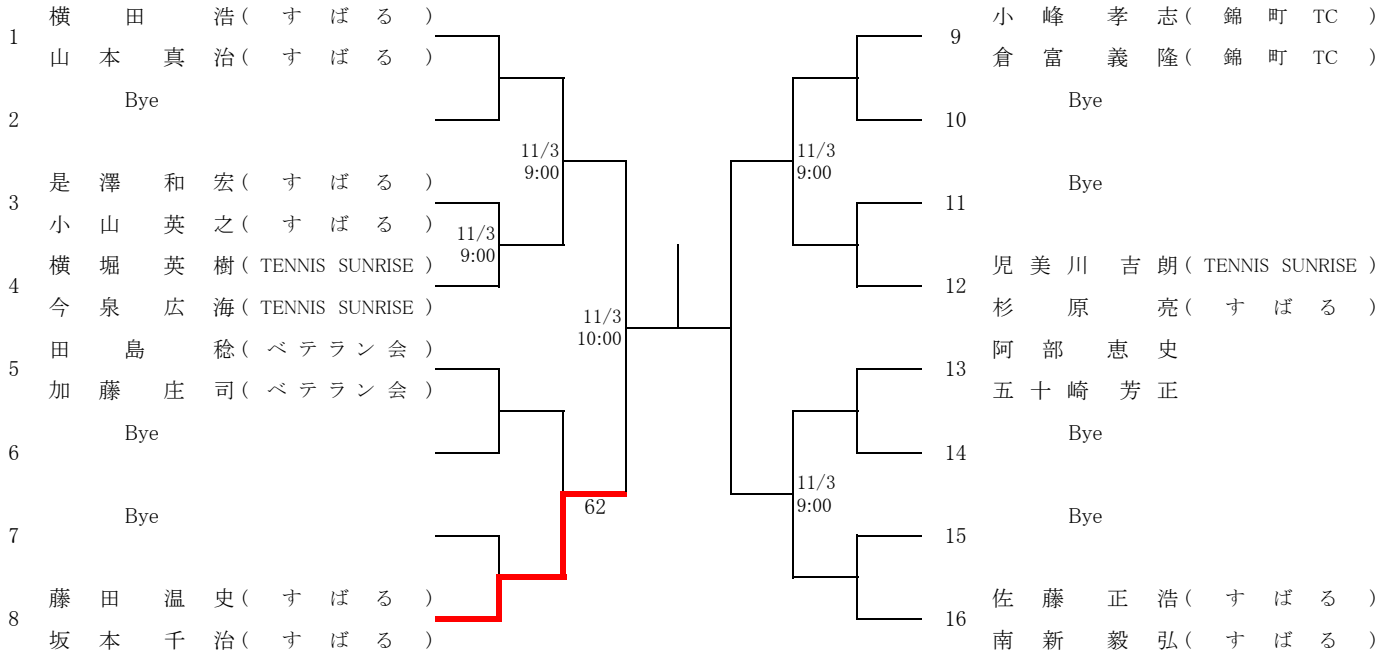 横田浩(すばる)
1
山本真治(すばる)
Bye
2
是澤和宏(すばる)
3
小山英之(すばる)
横堀英樹(TENNIS SUNRISE)
4
今泉広海(TENNIS SUNRISE)
田島稔(ベテラン会)
5
加藤庄司(ベテラン会)
Bye
6
Bye
7
藤田温史(すばる)
8
坂本千治(すばる)
11/3
9:00
11/3
9:00
11/3
10:00
62
11/3
9:00
11/3
9:00
小峰孝志(錦町TC)
9
倉富義隆(錦町TC)
Bye
10
Bye
11
児美川吉朗(TENNIS SUNRISE)
12
杉原亮(すばる)
阿部恵史
13
五十崎芳正
Bye
14
Bye
15
佐藤正浩(すばる)
16
南新毅弘(すばる)